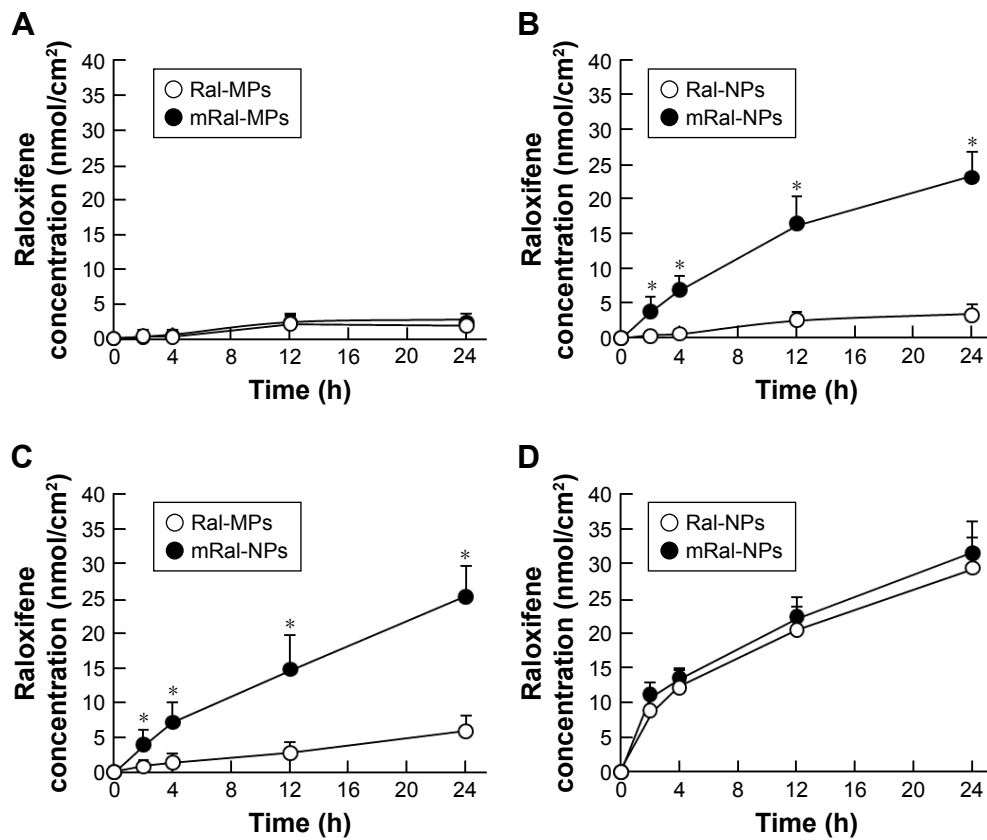 A
Raloxifene
concentration (nmol/cm²)
40
35
30
25
20
15
10
5
0
Ral-MPs
mRal-MPs
0 4 8 12 16 20 24
Time (h)
B
Raloxifene
concentration (nmol/cm²)
40
35
30
25
20
15
10
5
0
Ral-NPs
mRal-NPs
* * * *
0 4 8 12 16 20 24
Time (h)
C
Raloxifene
concentration (nmol/cm²)
40
35
30
25
20
15
10
5
0
Ral-MPs
mRal-NPs
* * * *
0 4 8 12 16 20 24
Time (h)
D
Raloxifene
concentration (nmol/cm²)
40
35
30
25
20
15
10
5
0
Ral-NPs
mRal-NPs
0 4 8 12 16 20 24
Time (h)